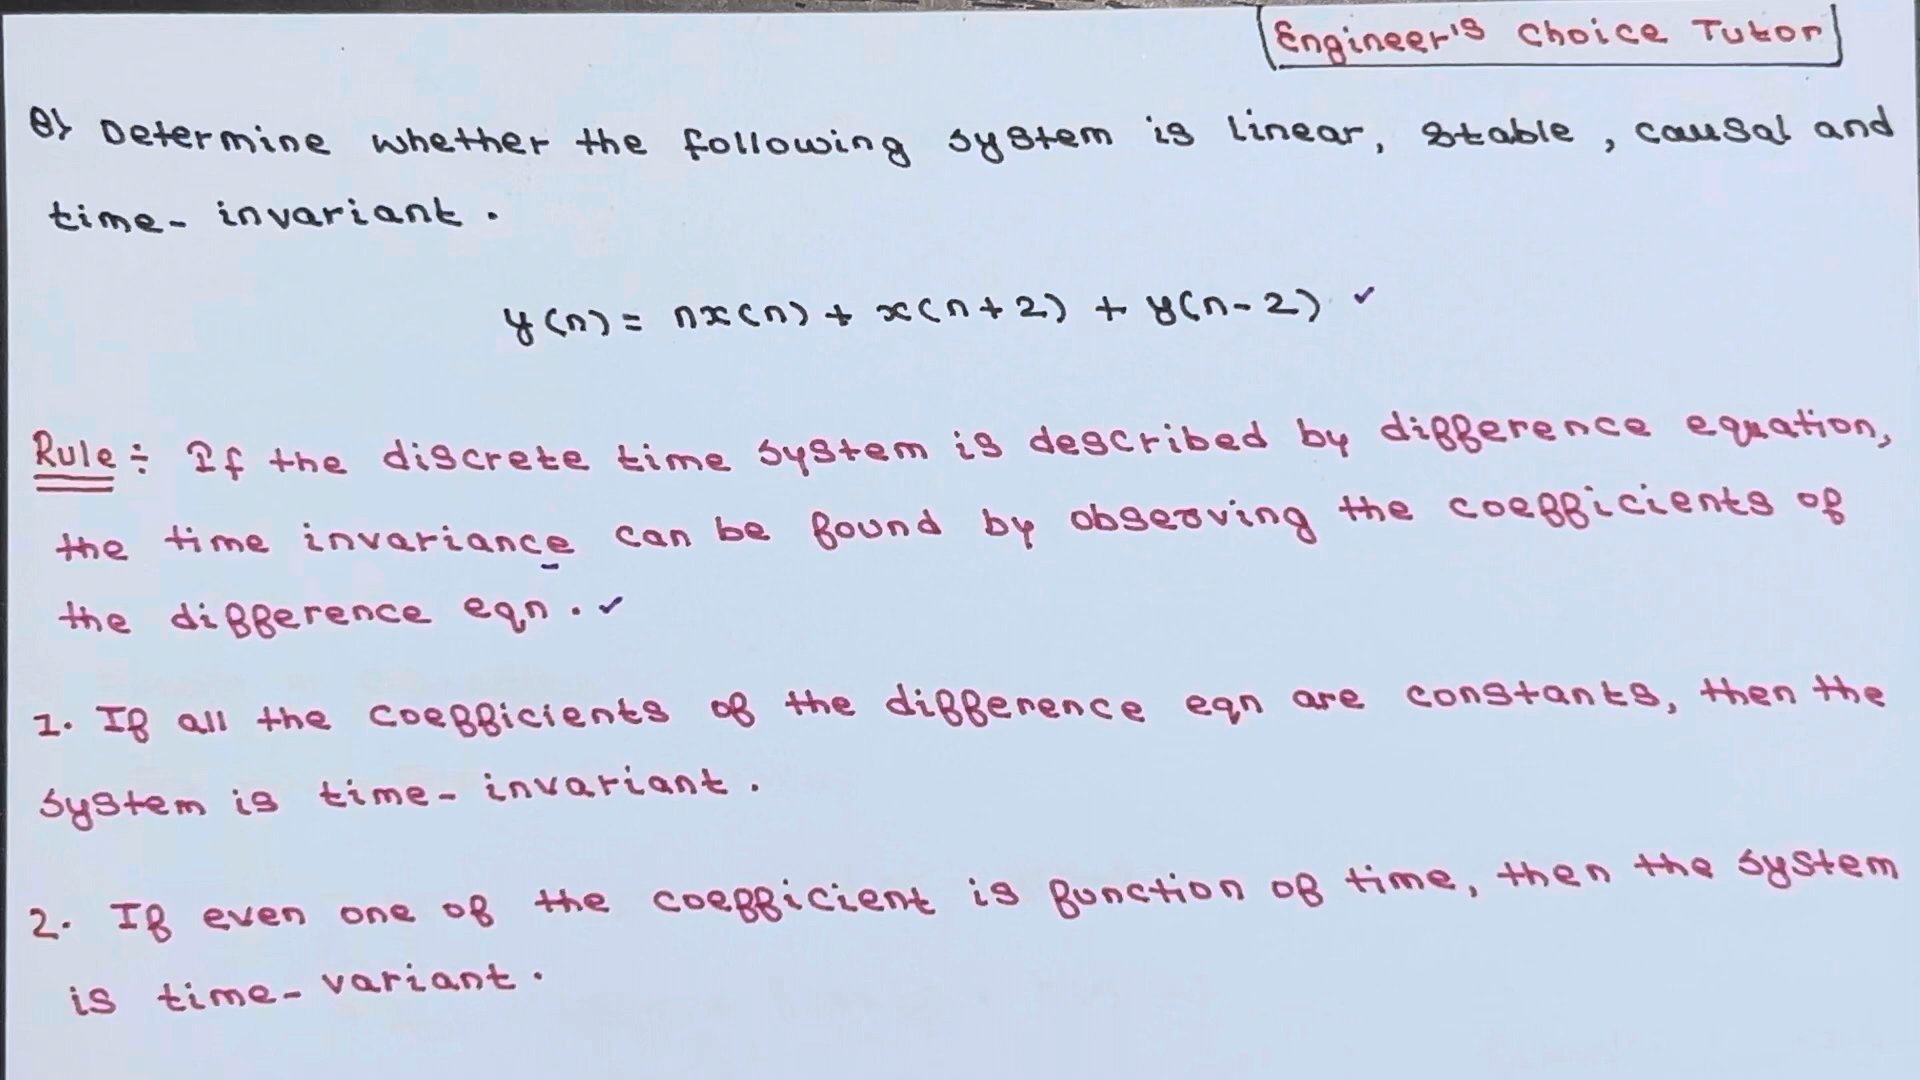 Engineer's Choice Tutor
Q) Determine whether the following system is linear, stable, causal and
time-invariant.
y(n) = nx(n) + x(n+2) + y(n-2) ✓
Rule: If the discrete time system is described by difference equation,
the time invariance can be found by observing the coefficients of
the difference eqn. ✓
1. If all the coefficients of the difference eqn are constants, then the
system is time-invariant.
2. If even one of the coefficient is function of time, then the system
is time-variant.